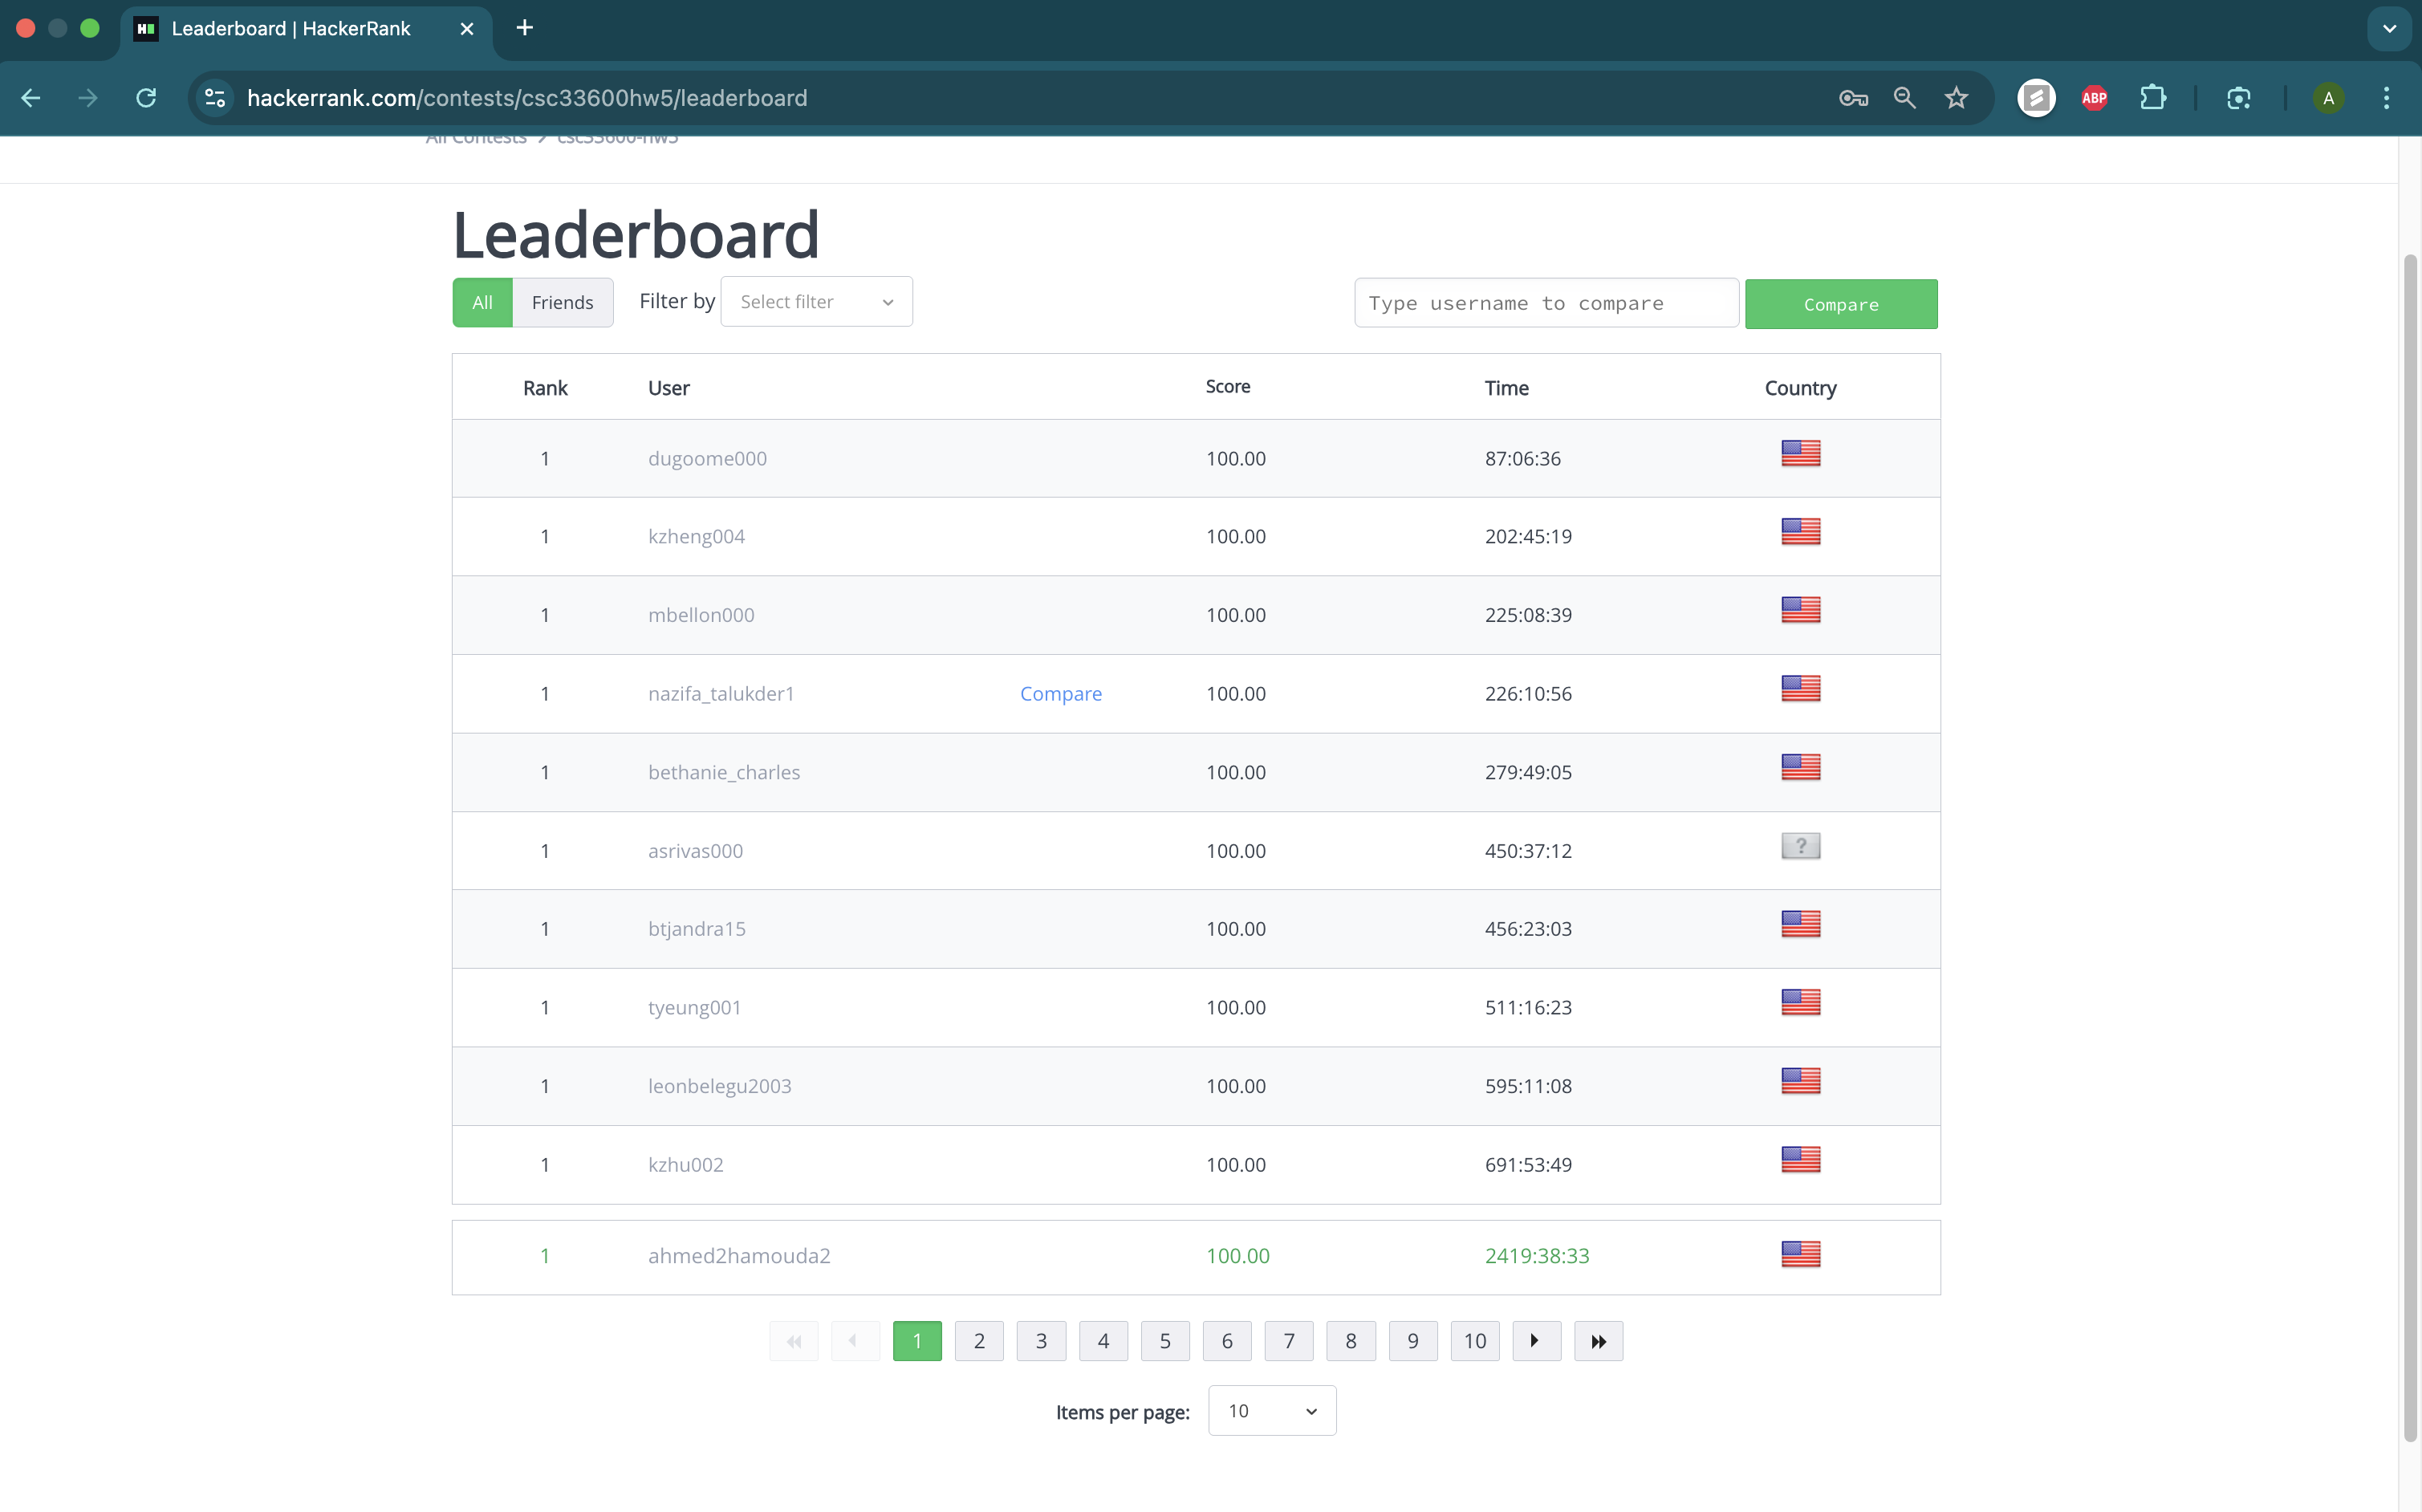 Leaderboard | HackerRank
hackerrank.com/contests/csc33600hw5/leaderboard
ABP
A
All Contests > csc33600-hw5
Leaderboard
All Friends Filter by Select filter Type username to compare Compare
Rank User Score Time Country
1 dugoome000 100.00 87:06:36
1 kzheng004 100.00 202:45:19
1 mbellon000 100.00 225:08:39
1 nazifa_talukder1 Compare 100.00 226:10:56
1 bethanie_charles 100.00 279:49:05
1 asrivas000 100.00 450:37:12 ?
1 btjandra15 100.00 456:23:03
1 tyeung001 100.00 511:16:23
1 leonbelegu2003 100.00 595:11:08
1 kzhu002 100.00 691:53:49
1 ahmed2hamouda2 100.00 2419:38:33
1 2 3 4 5 6 7 8 9 10
Items per page: 10